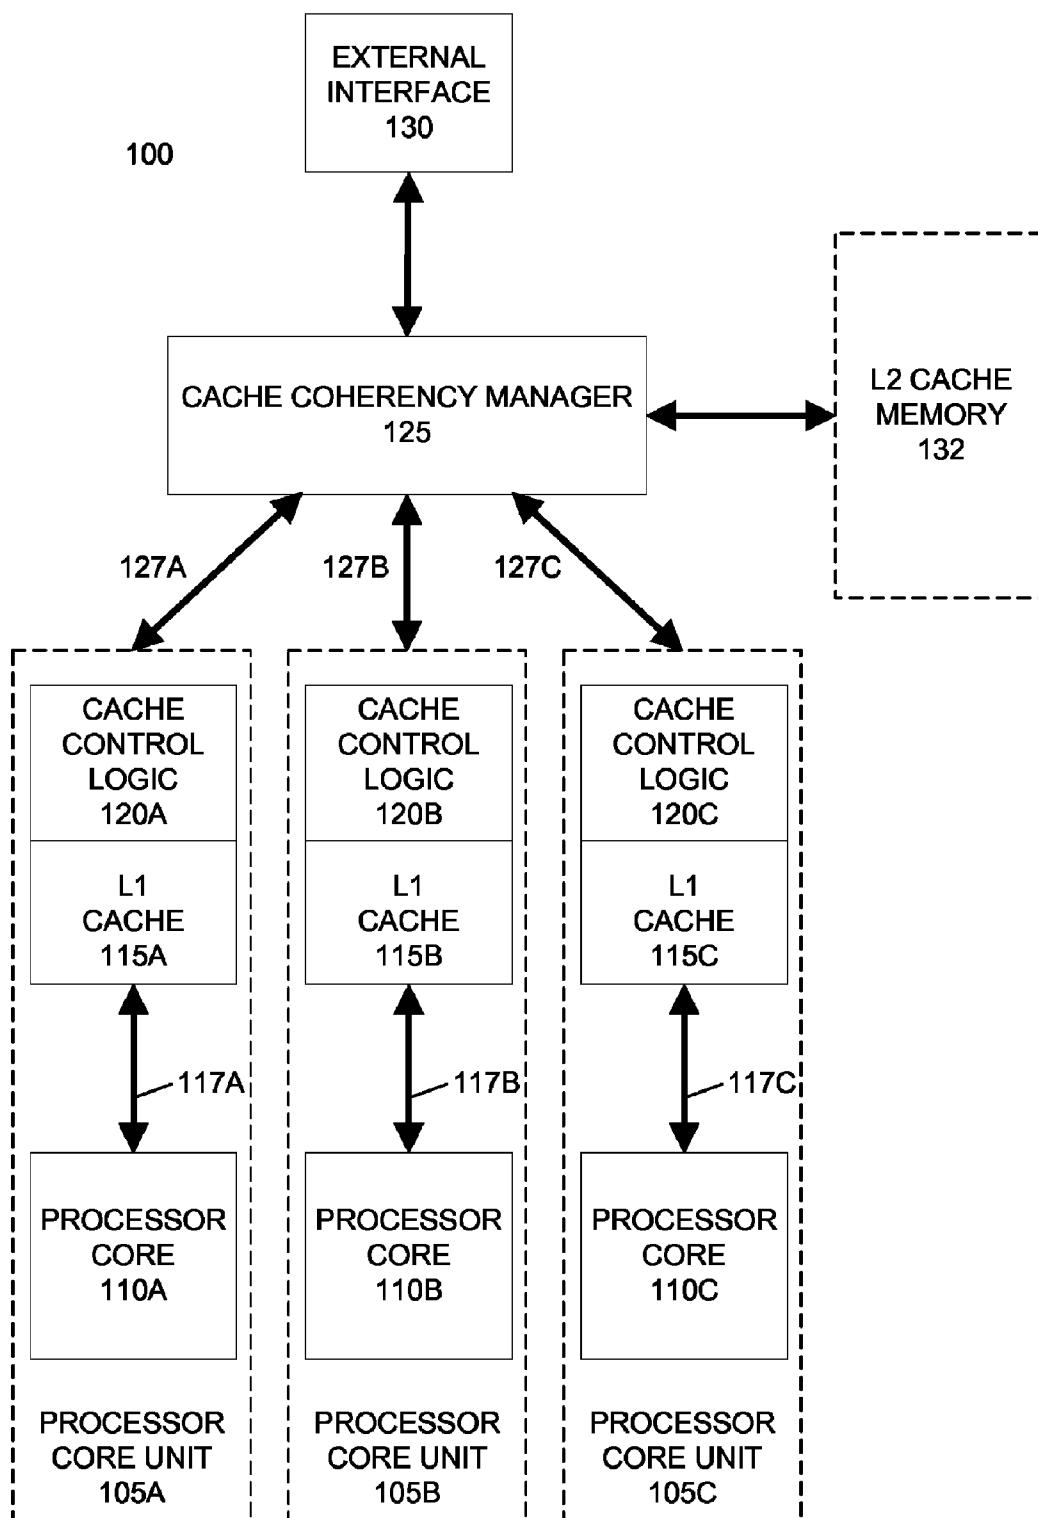 EXTERNAL
INTERFACE
130
100
CACHE COHERENCY MANAGER
125
L2 CACHE
MEMORY
132
127A
127B
127C
CACHE
CONTROL
LOGIC
120A
L1
CACHE
115A
117A
PROCESSOR
CORE
110A
PROCESSOR
CORE UNIT
105A
CACHE
CONTROL
LOGIC
120B
L1
CACHE
115B
117B
PROCESSOR
CORE
110B
PROCESSOR
CORE UNIT
105B
CACHE
CONTROL
LOGIC
120C
L1
CACHE
115C
117C
PROCESSOR
CORE
110C
PROCESSOR
CORE UNIT
105C